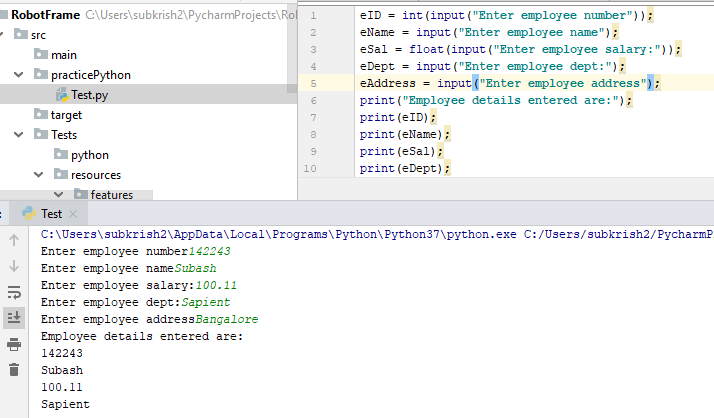 RobotFrame C:\Users\subkrish2\PycharmProjects\Ro
src
main
practicePython
Test.py
target
Tests
python
resources
features
1 eID = int(input("Enter employee number"));
2 eName = input("Enter employee name");
3 eSal = float(input("Enter employee salary:"));
4 eDept = input("Enter employee dept:");
5 eAddress = input("Enter employee address");
6 print("Employee details entered are:");
7 print(eID);
8 print(eName);
9 print(eSal);
10 print(eDept);
: Test ×
C:\Users\subkrish2\AppData\Local\Programs\Python\Python37\python.exe C:/Users/subkrish2/PycharmP
Enter employee number142243
Enter employee nameSubash
Enter employee salary:100.11
Enter employee dept:Sapient
Enter employee addressBangalore
Employee details entered are:
142243
Subash
100.11
Sapient